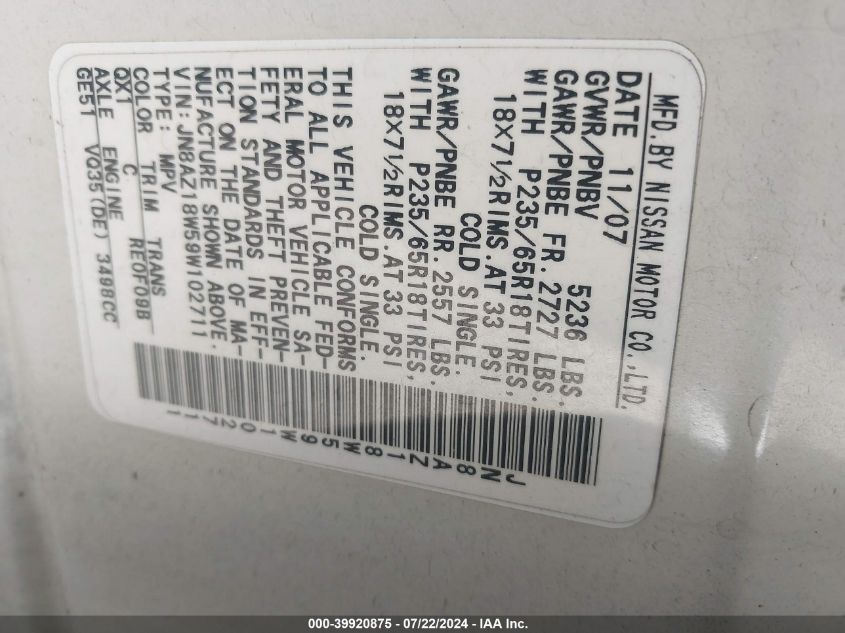 MFD. BY NISSAN MOTOR CO.,LTD.
DATE 11/07
GVWR/PNBV 5236 LBS.
GAWR/PNBE FR. 2727 LBS.
WITH P235/65R18TIRES,
18X7½RIMS.AT 33 PSI
COLD SINGLE.
GAWR/PNBE RR. 2557 LBS.
WITH P235/65R18TIRES,
18X7½RIMS.AT 33 PSI
COLD SINGLE.
THIS VEHICLE CONFORMS
TO ALL APPLICABLE FED-
ERAL MOTOR VEHICLE SA-
FETY AND THEFT PREVEN-
TION STANDARDS IN EFF-
ECT ON THE DATE OF MA-
NUFACTURE SHOWN ABOVE.
VIN: JN8AZ18W59W102711
TYPE: MPV
COLOR TRIM TRANS
QX1 C RE0F09B
AXLE ENGINE
GE51 VQ35(DE) 3498CC
JN8AZ18W59W102711
000-39920875 - 07/22/2024 - IAA Inc.